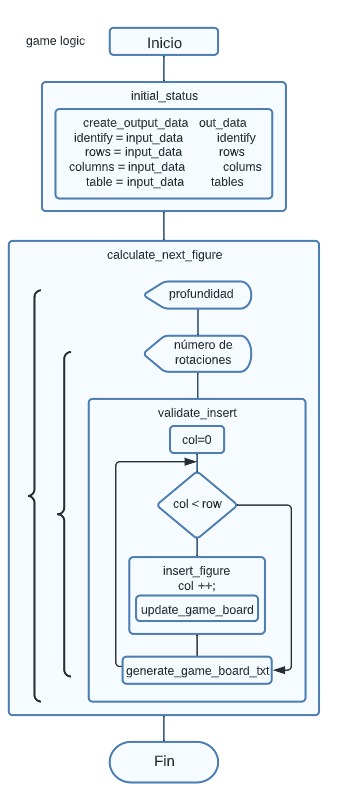 game logic
Inicio
initial_status
create_output_data out_data
identify = input_data identify
rows = input_data rows
columns = input_data colums
table = input_data tables
calculate_next_figure
profundidad
número de
rotaciones
validate_insert
col=0
col < row
insert_figure
col ++;
update_game_board
generate_game_board_txt
Fin